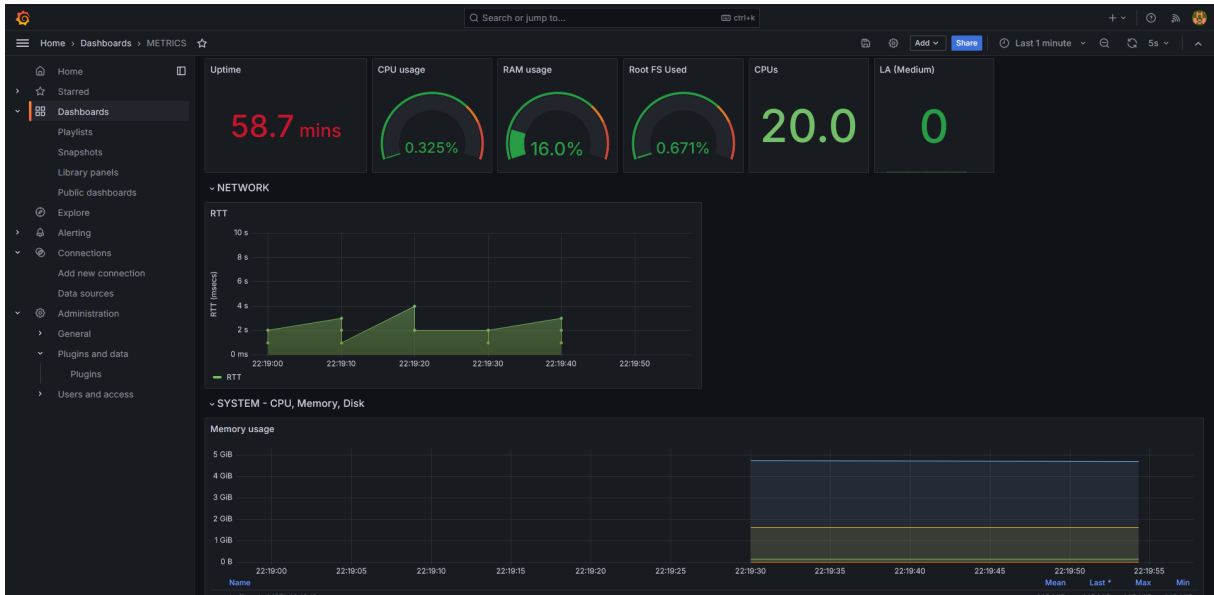 Search or jump to...
ctrl+k
Home › Dashboards › METRICS
Add
Share
Last 1 minute
5s
Home
Starred
Dashboards
Playlists
Snapshots
Library panels
Public dashboards
Explore
Alerting
Connections
Add new connection
Data sources
Administration
General
Plugins and data
Plugins
Users and access
Uptime
58.7 mins
CPU usage
0.325%
RAM usage
16.0%
Root FS Used
0.671%
CPUs
20.0
LA (Medium)
0
NETWORK
RTT
RTT (msecs)
10 s
8 s
6 s
4 s
2 s
0 ms
22:19:00 22:19:10 22:19:20 22:19:30 22:19:40 22:19:50
RTT
SYSTEM - CPU, Memory, Disk
Memory usage
5 GiB
4 GiB
3 GiB
2 GiB
1 GiB
0 B
22:19:00 22:19:05 22:19:10 22:19:15 22:19:20 22:19:25 22:19:30 22:19:35 22:19:40 22:19:45 22:19:50 22:19:55
Name Mean Last * Max Min